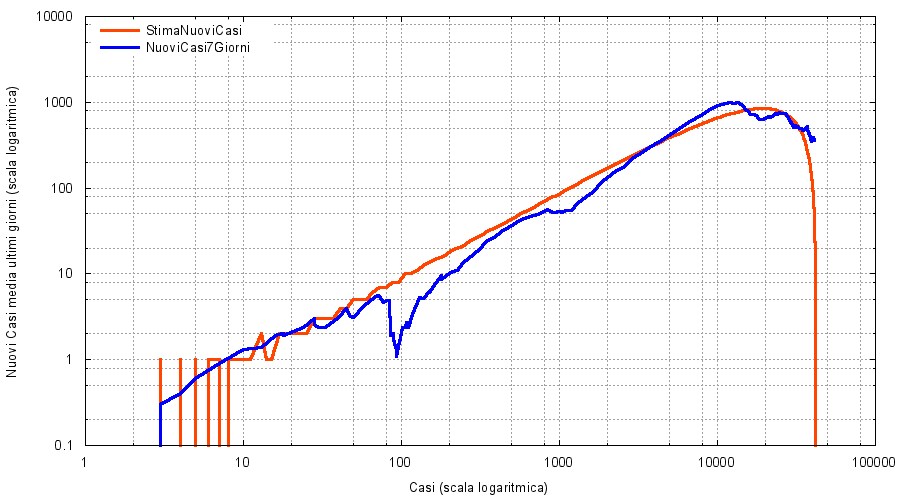 10000
1000
100
10
1
0.1
StimaNuoviCasi
NuoviCasi7Giorni
Nuovi Casi media ultimi giorni (scala logaritmica)
1 10 100 1000 10000 100000
Casi (scala logaritmica)